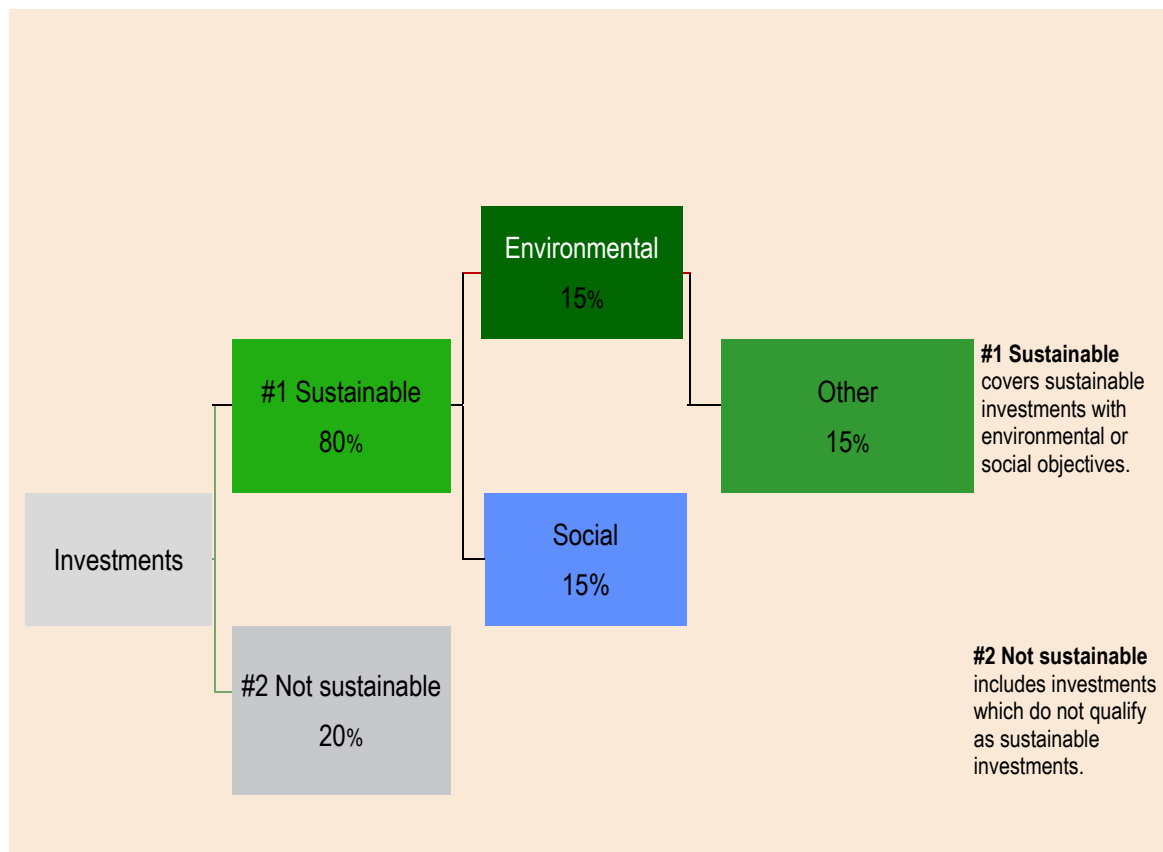 Environmental
15%
#1 Sustainable
80%
Other
15%
#1 Sustainable
covers sustainable
investments with
environmental or
social objectives.
Investments
Social
15%
#2 Not sustainable
20%
#2 Not sustainable
includes investments
which do not qualify
as sustainable
investments.